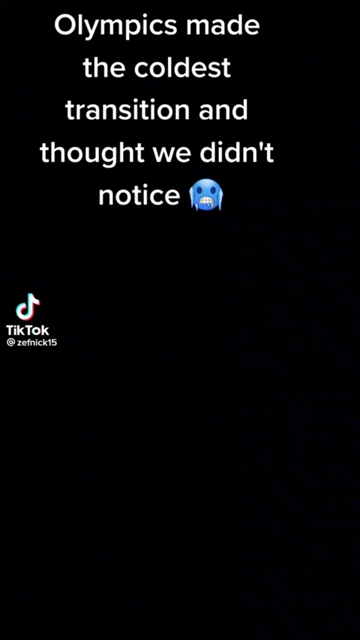 Olympics made
the coldest
transition and
thought we didn't
notice 🥶
TikTok
@zefnick15